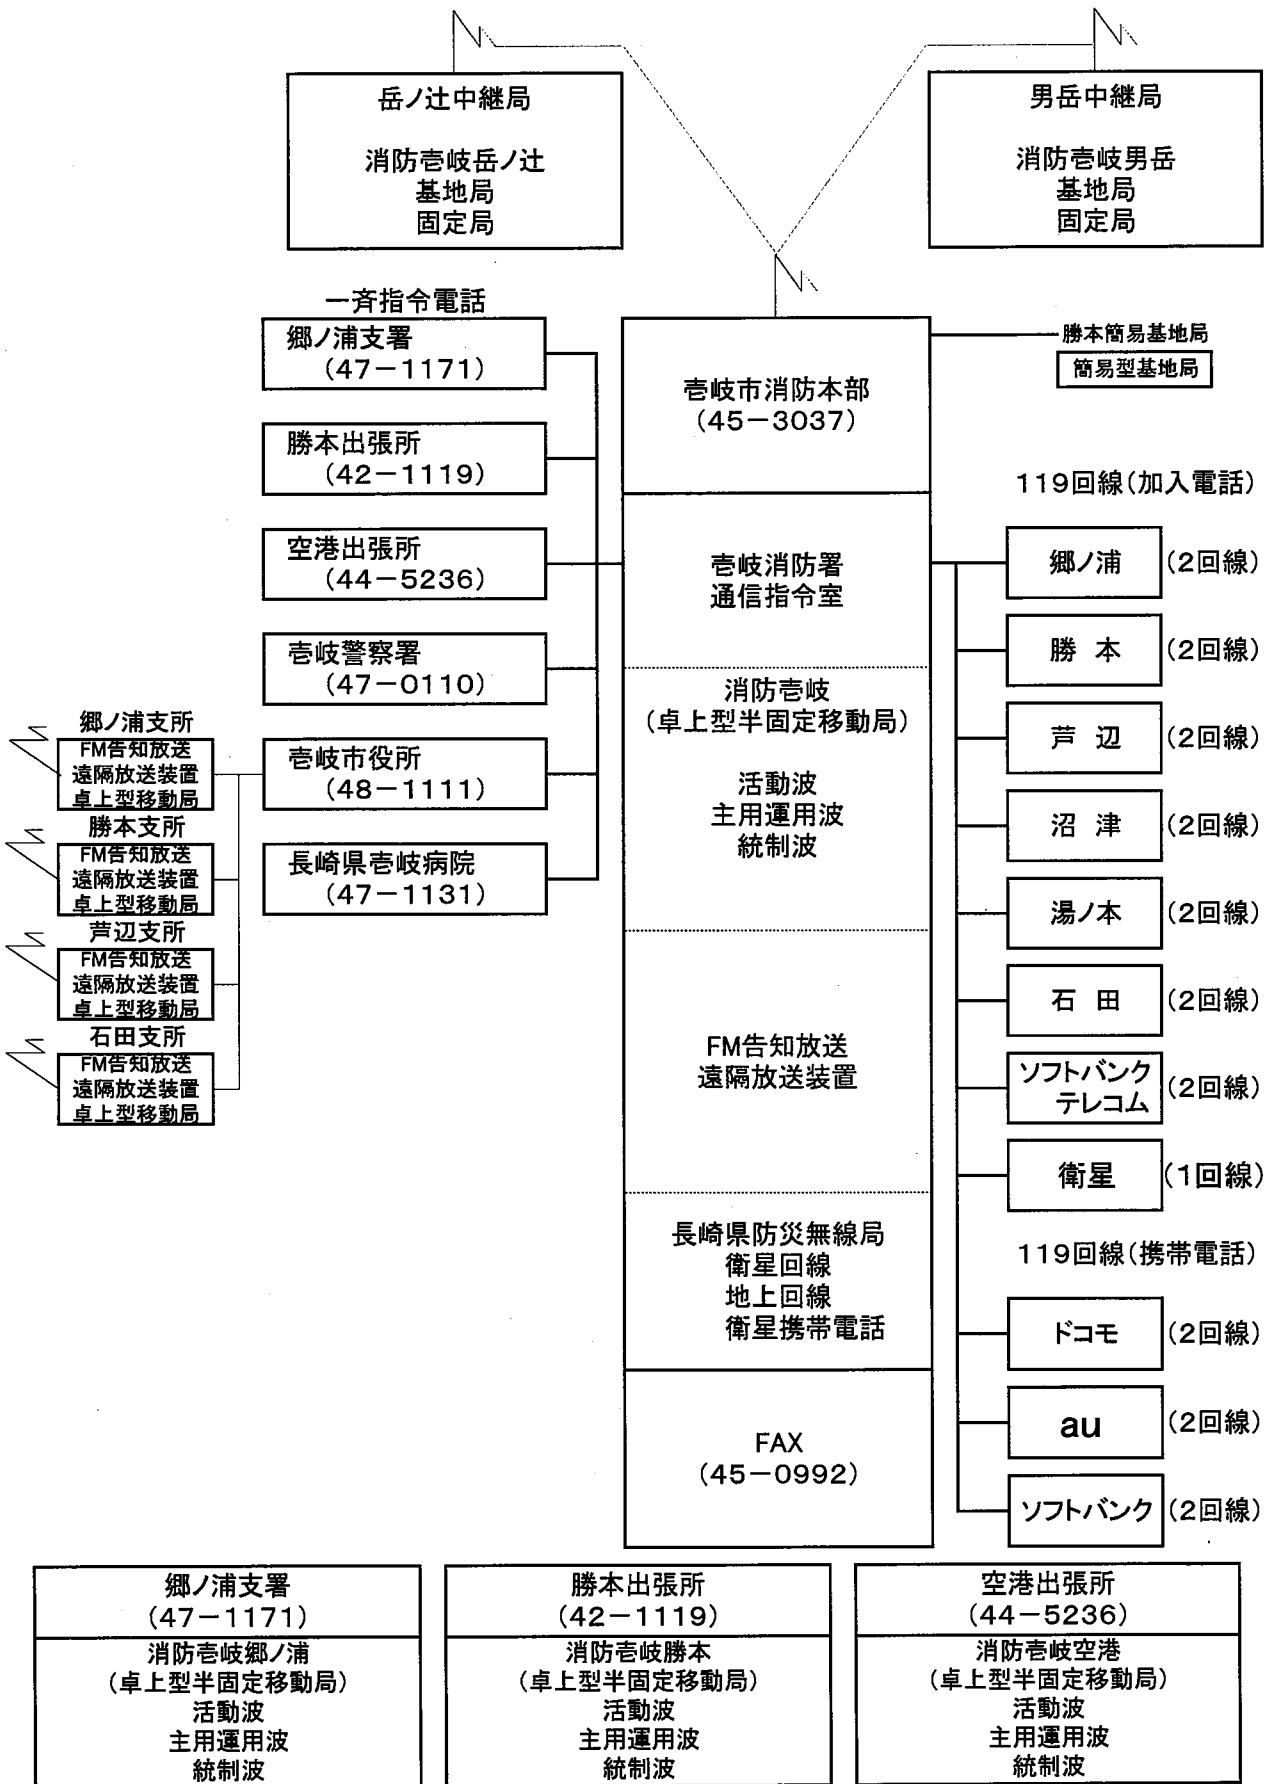 岳ノ辻中継局
消防壱岐岳ノ辻
基地局
固定局
男岳中継局
消防壱岐男岳
基地局
固定局
一斉指令電話
郷ノ浦支署
(47-1171)
勝本出張所
(42-1119)
空港出張所
(44-5236)
壱岐警察署
(47-0110)
壱岐市役所
(48-1111)
長崎県壱岐病院
(47-1131)
郷ノ浦支所
FM告知放送
遠隔放送装置
卓上型移動局
勝本支所
FM告知放送
遠隔放送装置
卓上型移動局
芦辺支所
FM告知放送
遠隔放送装置
卓上型移動局
石田支所
FM告知放送
遠隔放送装置
卓上型移動局
壱岐市消防本部
(45-3037)
壱岐消防署
通信指令室
消防壱岐
(卓上型半固定移動局)
活動波
主用運用波
統制波
FM告知放送
遠隔放送装置
長崎県防災無線局
衛星回線
地上回線
衛星携帯電話
FAX
(45-0992)
勝本簡易基地局
簡易型基地局
119回線(加入電話)
郷ノ浦 (2回線)
勝 本 (2回線)
芦 辺 (2回線)
沼 津 (2回線)
湯ノ本 (2回線)
石 田 (2回線)
ソフトバンク
テレコム (2回線)
衛星 (1回線)
119回線(携帯電話)
ドコモ (2回線)
au (2回線)
ソフトバンク (2回線)
郷ノ浦支署
(47-1171)
消防壱岐郷ノ浦
(卓上型半固定移動局)
活動波
主用運用波
統制波
勝本出張所
(42-1119)
消防壱岐勝本
(卓上型半固定移動局)
活動波
主用運用波
統制波
空港出張所
(44-5236)
消防壱岐空港
(卓上型半固定移動局)
活動波
主用運用波
統制波